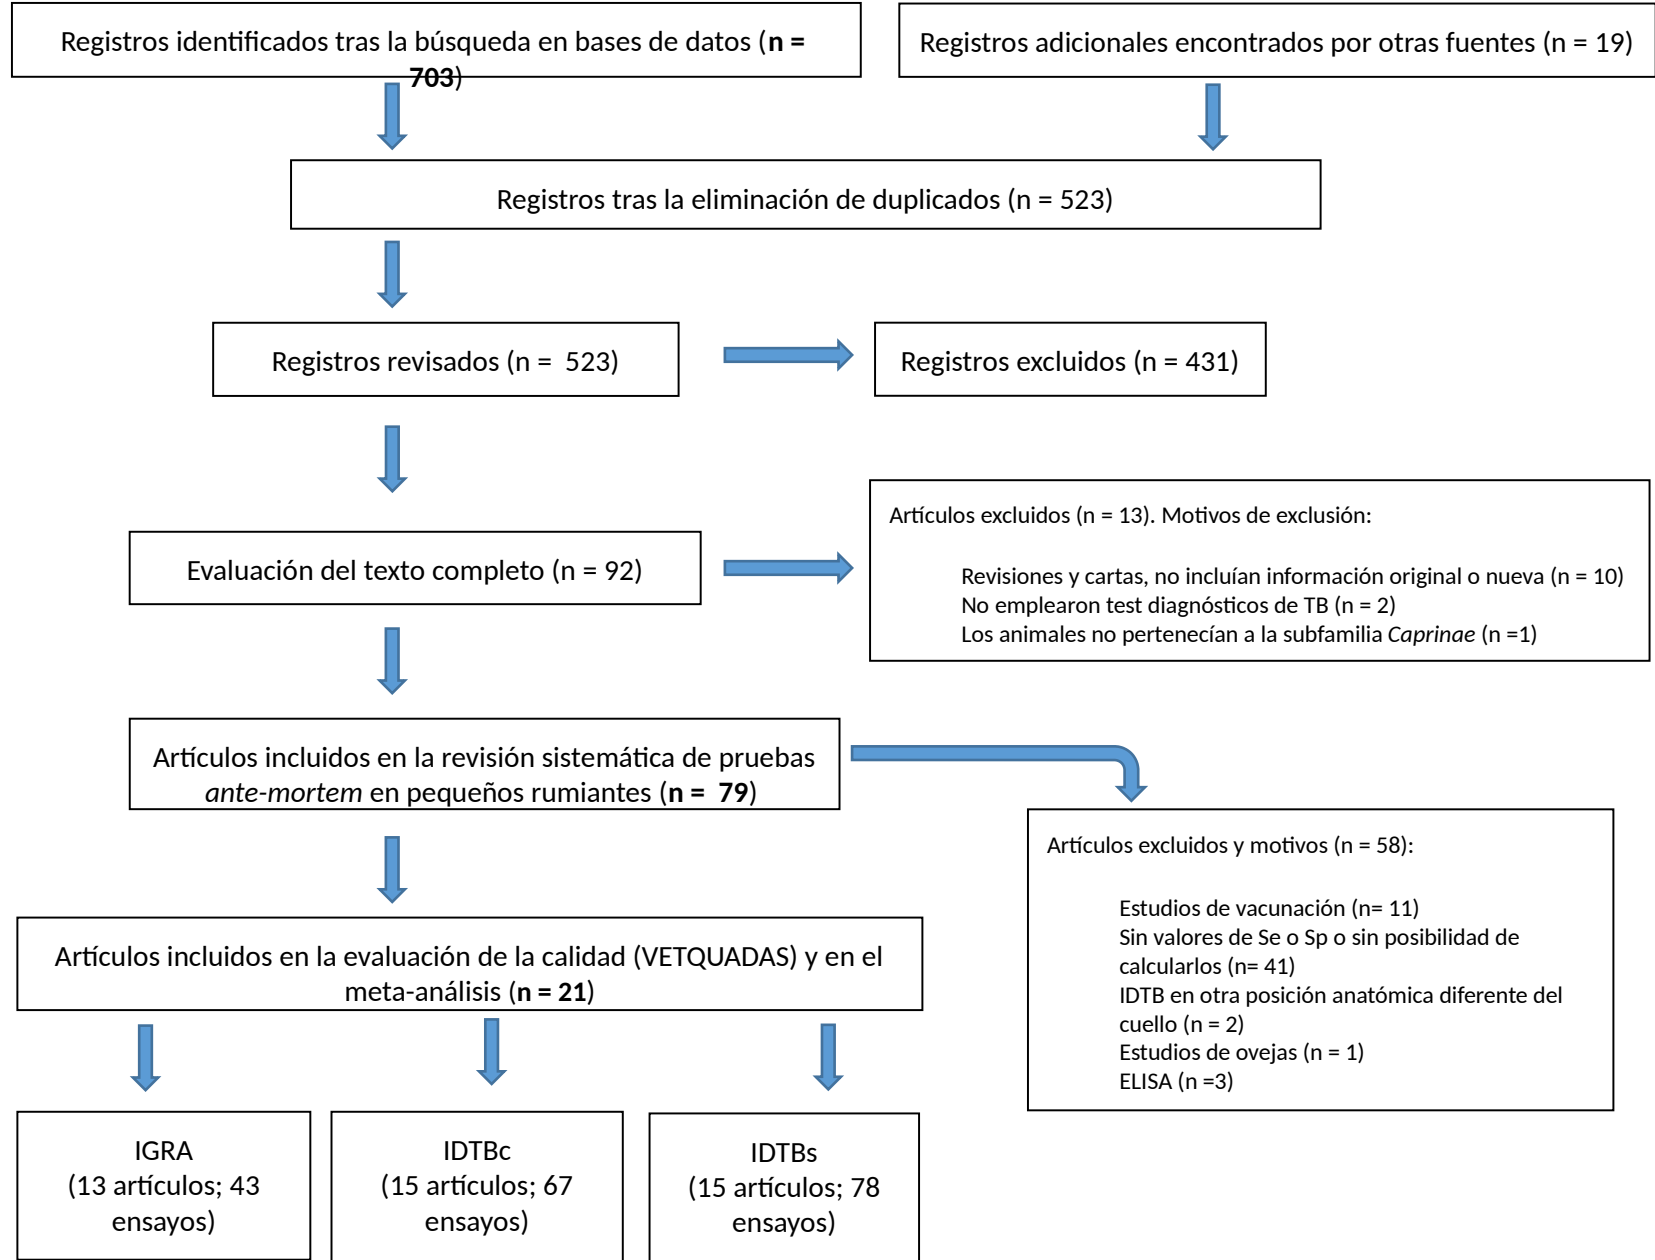 Registros identificados tras la búsqueda en bases de datos (n =
703)
Registros adicionales encontrados por otras fuentes (n = 19)
Registros tras la eliminación de duplicados (n = 523)
Registros revisados (n =  523)
Registros excluidos (n = 431)
Evaluación del texto completo (n = 92)
Artículos excluidos (n = 13). Motivos de exclusión:
Revisiones y cartas, no incluían información original o nueva (n = 10)
No emplearon test diagnósticos de TB (n = 2)
Los animales no pertenecían a la subfamilia Caprinae (n =1)
Artículos incluidos en la revisión sistemática de pruebas
ante-mortem en pequeños rumiantes (n =  79)
Artículos excluidos y motivos (n = 58):
Estudios de vacunación (n= 11)
Sin valores de Se o Sp o sin posibilidad de
calcularlos (n= 41)
IDTB en otra posición anatómica diferente del
cuello (n = 2)
Estudios de ovejas (n = 1)
ELISA (n =3)
Artículos incluidos en la evaluación de la calidad (VETQUADAS) y en el
meta-análisis (n = 21)
IGRA
(13 artículos; 43
ensayos)
IDTBc
(15 artículos; 67
ensayos)
IDTBs
(15 artículos; 78
ensayos)